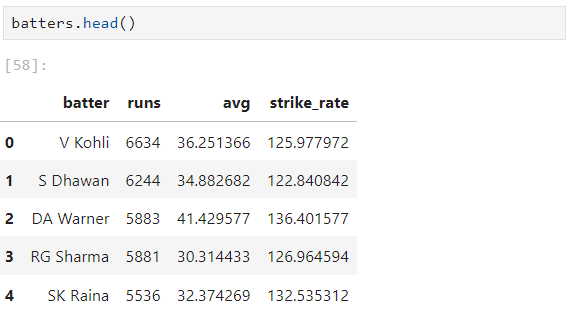 batters.head()
[58]:
batter runs avg strike_rate
0 V Kohli 6634 36.251366 125.977972
1 S Dhawan 6244 34.882682 122.840842
2 DA Warner 5883 41.429577 136.401577
3 RG Sharma 5881 30.314433 126.964594
4 SK Raina 5536 32.374269 132.535312